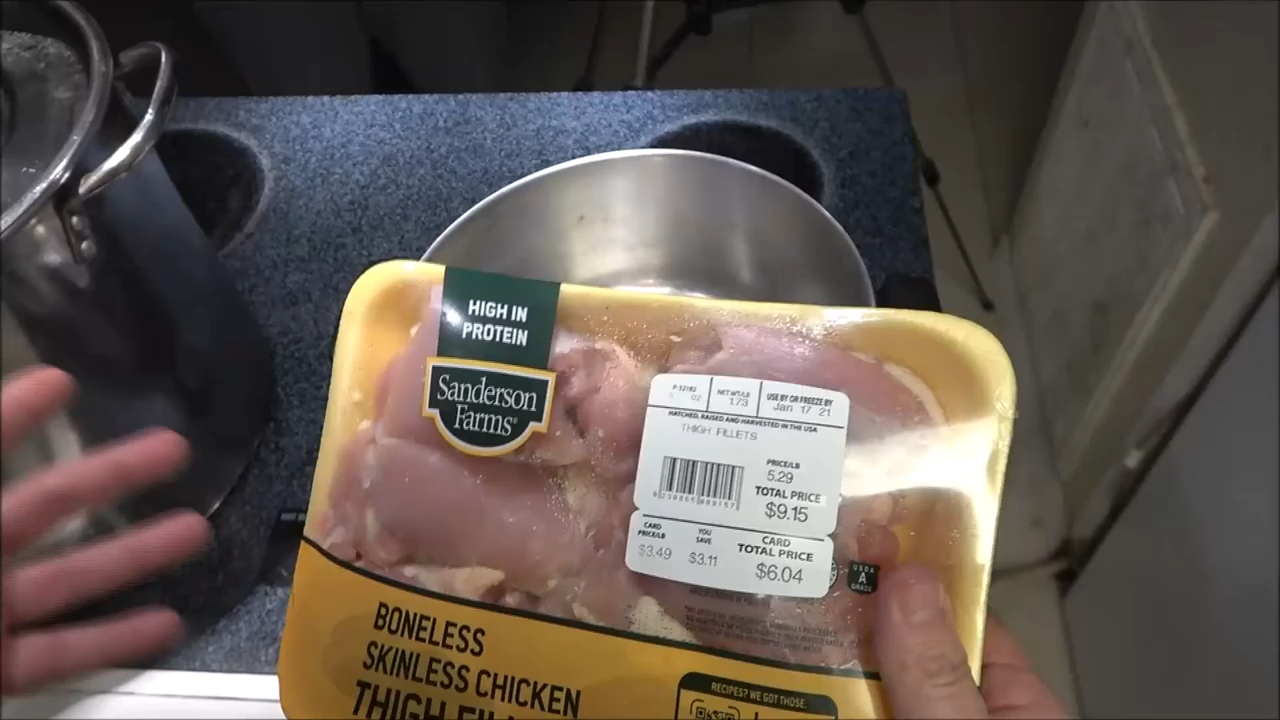 HIGH IN
PROTEIN
Sanderson
Farms®
P-32182
02
NET WT/LB
1.73
USE BY OR FREEZE BY
Jan 17 21
HATCHED, RAISED AND HARVESTED IN THE USA
THIGH FILLETS
PRICE/LB
5.29
TOTAL PRICE
$9.15
CARD
PRICE/LB
$3.49
YOU
SAVE
$3.11
CARD
TOTAL PRICE
$6.04
USDA
A
GRADE
BONELESS
SKINLESS CHICKEN
THIGH
RECIPES? WE GOT THOSE.